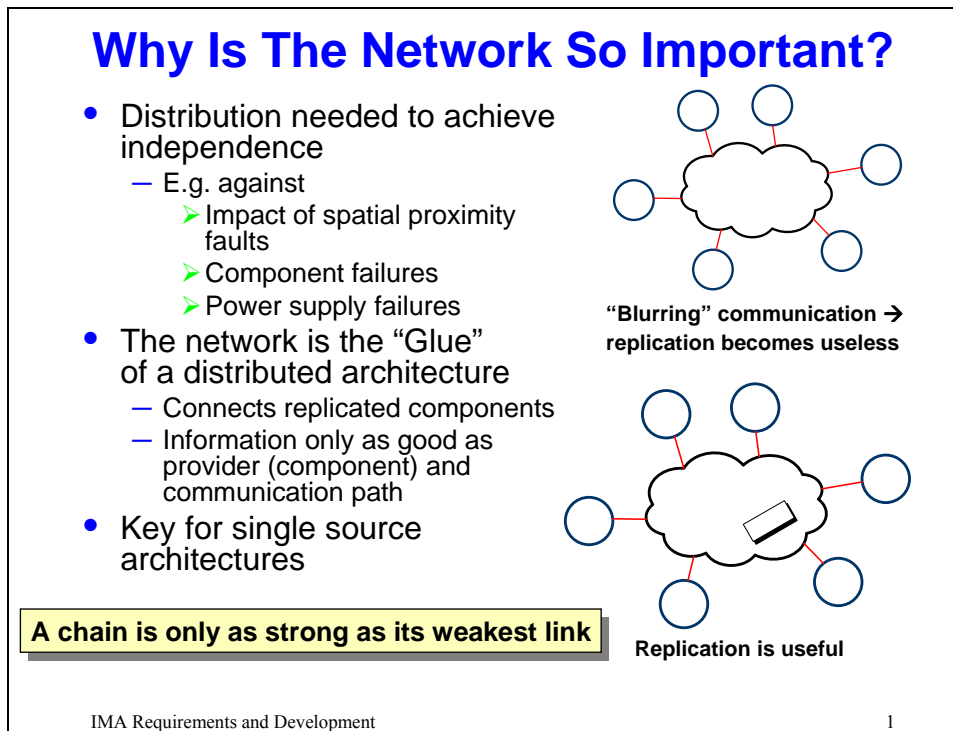 Why Is The Network So Important?
• Distribution needed to achieve
independence
– E.g. against
➢ Impact of spatial proximity
faults
➢ Component failures
➢ Power supply failures
• The network is the “Glue”
of a distributed architecture
– Connects replicated components
– Information only as good as
provider (component) and
communication path
• Key for single source
architectures
A chain is only as strong as its weakest link
“Blurring” communication →
replication becomes useless
Replication is useful
IMA Requirements and Development
1